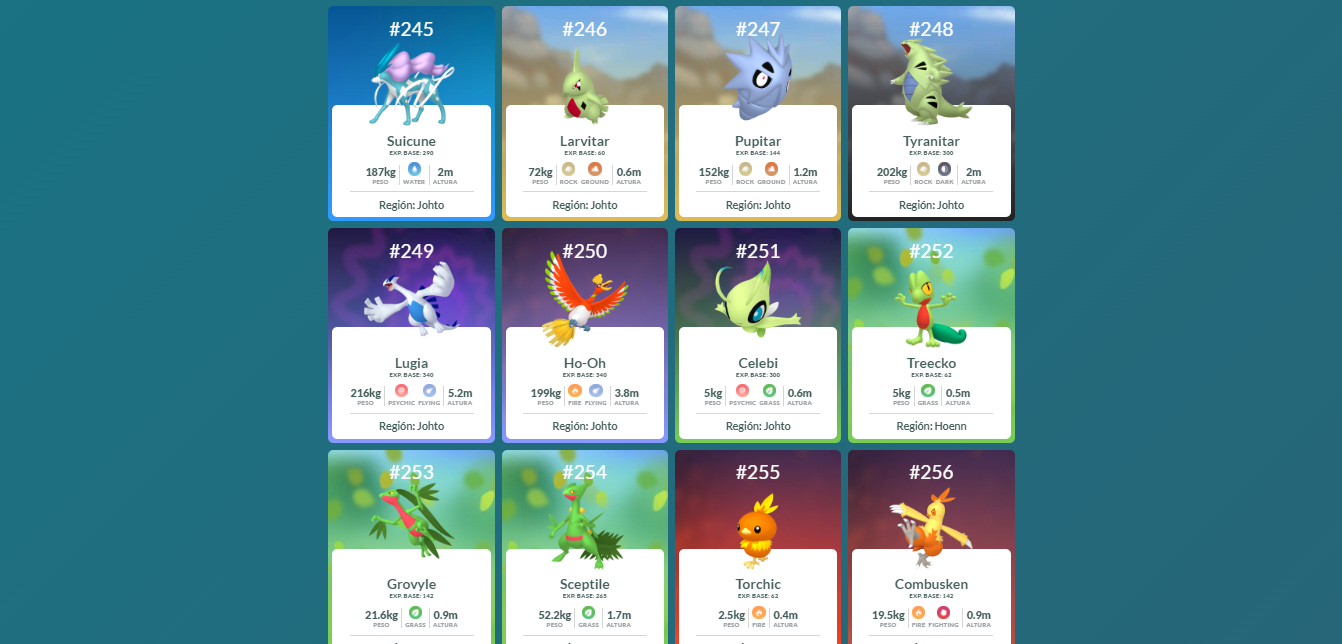 #245
Suicune
EXP. BASE: 290
187kg 2m
PESO WATER ALTURA
Región: Johto
#246
Larvitar
EXP. BASE: 60
72kg 0.6m
PESO ROCK GROUND ALTURA
Región: Johto
#247
Pupitar
EXP. BASE: 144
152kg 1.2m
PESO ROCK GROUND ALTURA
Región: Johto
#248
Tyranitar
EXP. BASE: 300
202kg 2m
PESO ROCK DARK ALTURA
Región: Johto
#249
Lugia
EXP. BASE: 340
216kg 5.2m
PESO PSYCHIC FLYING ALTURA
Región: Johto
#250
Ho-Oh
EXP. BASE: 340
199kg 3.8m
PESO FIRE FLYING ALTURA
Región: Johto
#251
Celebi
EXP. BASE: 300
5kg 0.6m
PESO PSYCHIC GRASS ALTURA
Región: Johto
#252
Treecko
EXP. BASE: 62
5kg 0.5m
PESO GRASS ALTURA
Región: Hoenn
#253
Grovyle
EXP. BASE: 142
21.6kg 0.9m
PESO GRASS ALTURA
#254
Sceptile
EXP. BASE: 265
52.2kg 1.7m
PESO GRASS ALTURA
#255
Torchic
EXP. BASE: 62
2.5kg 0.4m
PESO FIRE ALTURA
#256
Combusken
EXP. BASE: 142
19.5kg 0.9m
PESO FIRE FIGHTING ALTURA